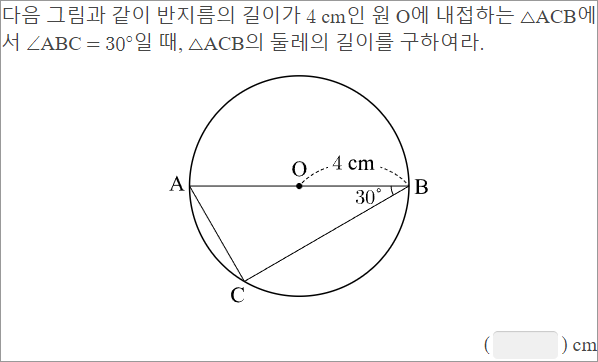 다음 그림과 같이 반지름의 길이가 4 cm인 원 O에 내접하는 △ACB에
서 ∠ABC = 30°일 때, △ACB의 둘레의 길이를 구하여라.
4 cm
O
A
B
30°
C
( ) cm